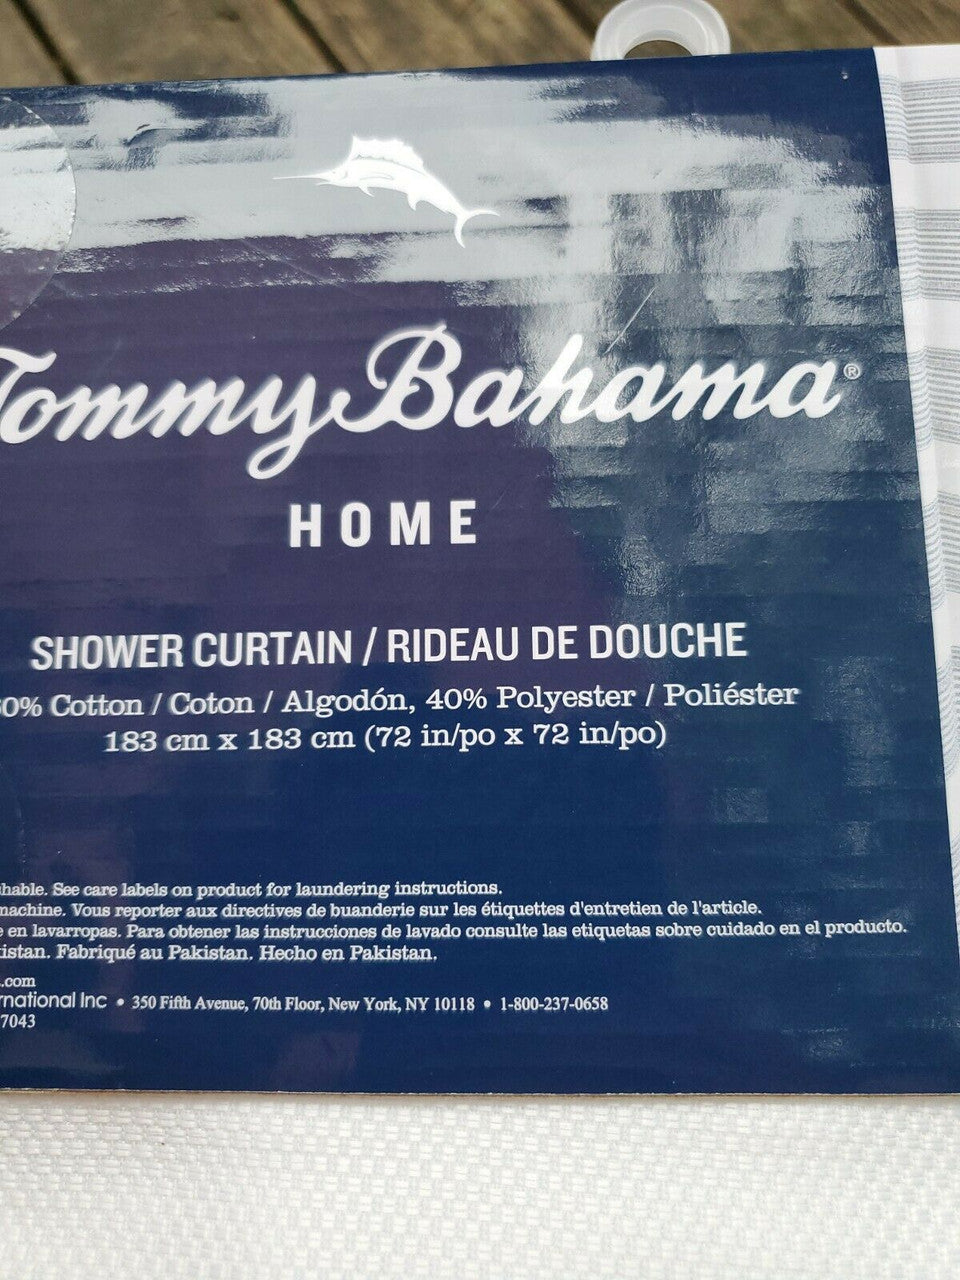 Tommy Bahama®
HOME
SHOWER CURTAIN / RIDEAU DE DOUCHE
0% Cotton / Coton / Algodón, 40% Polyester / Poliéster
183 cm x 183 cm (72 in/po x 72 in/po)
hable. See care labels on product for laundering instructions.
machine. Vous reporter aux directives de buanderie sur les étiquettes d'entretien de l'article.
e en lavarropas. Para obtener las instrucciones de lavado consulte las etiquetas sobre cuidado en el producto.
istan. Fabriqué au Pakistan. Hecho en Pakistan.
.com
rnational Inc • 350 Fifth Avenue, 70th Floor, New York, NY 10118 • 1-800-237-0658
7043